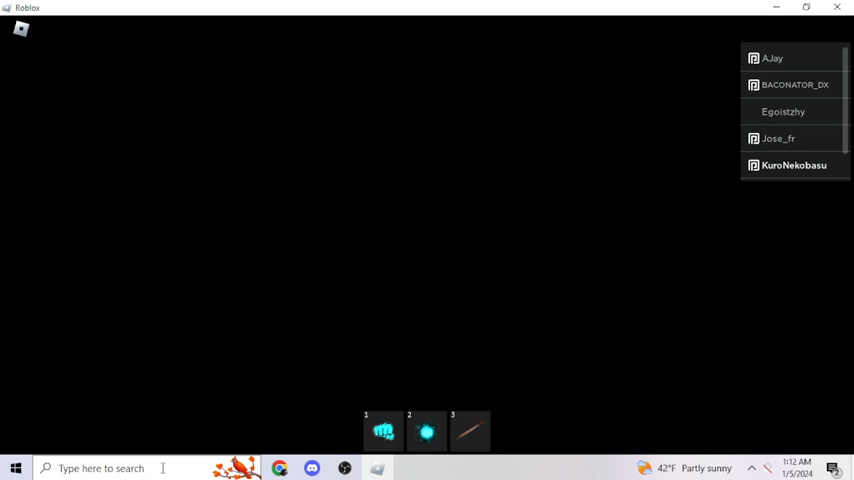 Roblox
AJay
BACONATOR_DX
Egoistzhy
Jose_fr
KuroNekobasu
1 2 3
Type here to search
42°F Partly sunny
1:12 AM
1/5/2024
2